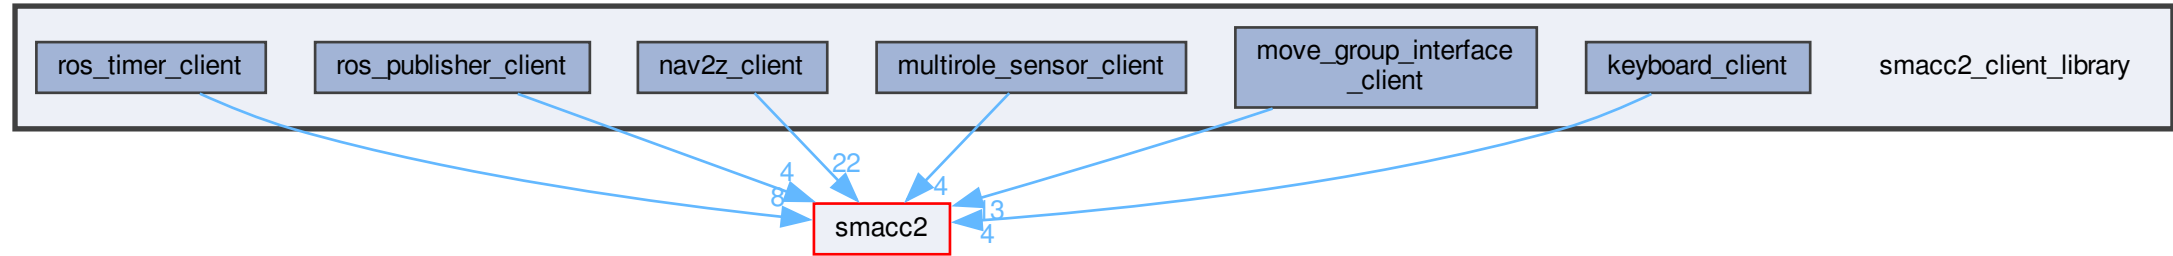 ros_timer_client
ros_publisher_client
nav2z_client
multirole_sensor_client
move_group_interface
_client
keyboard_client
smacc2_client_library
4
8
22
4
13
4
smacc2